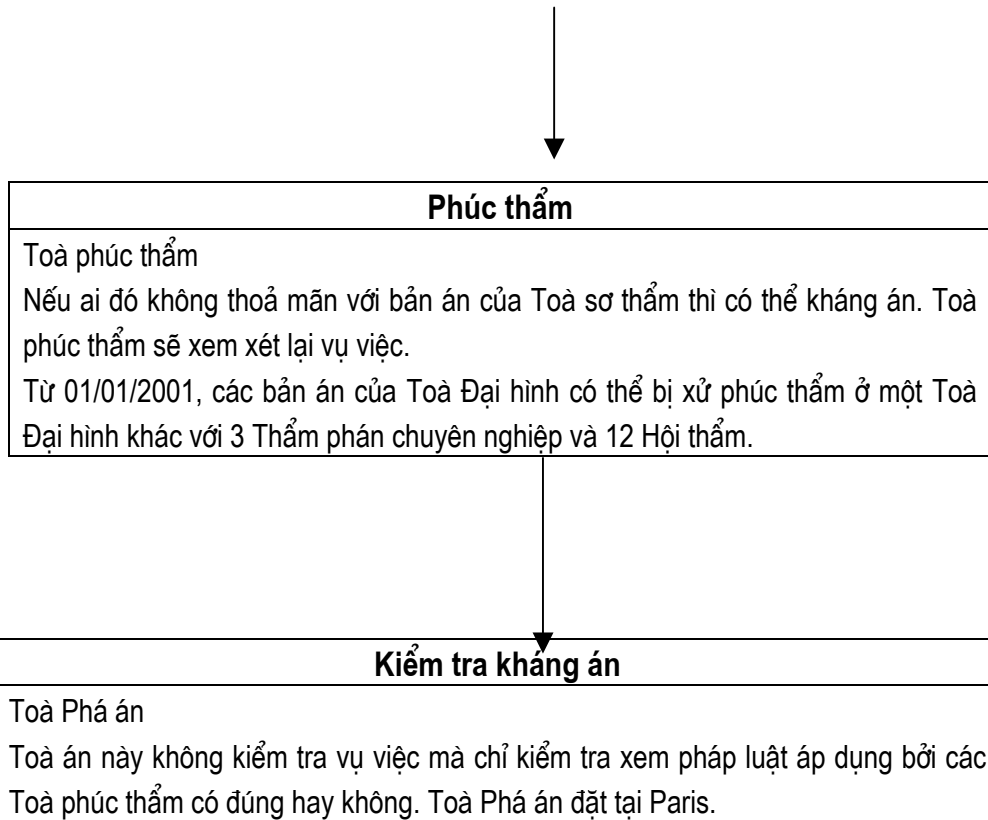 Phúc thẩm
Toà phúc thẩm
Nếu ai đó không thoả mãn với bản án của Toà sơ thẩm thì có thể kháng án. Toà
phúc thẩm sẽ xem xét lại vụ việc.
Từ 01/01/2001, các bản án của Toà Đại hình có thể bị xử phúc thẩm ở một Toà
Đại hình khác với 3 Thẩm phán chuyên nghiệp và 12 Hội thẩm.
Kiểm tra kháng án
Toà Phá án
Toà án này không kiểm tra vụ việc mà chỉ kiểm tra xem pháp luật áp dụng bởi các
Toà phúc thẩm có đúng hay không. Toà Phá án đặt tại Paris.